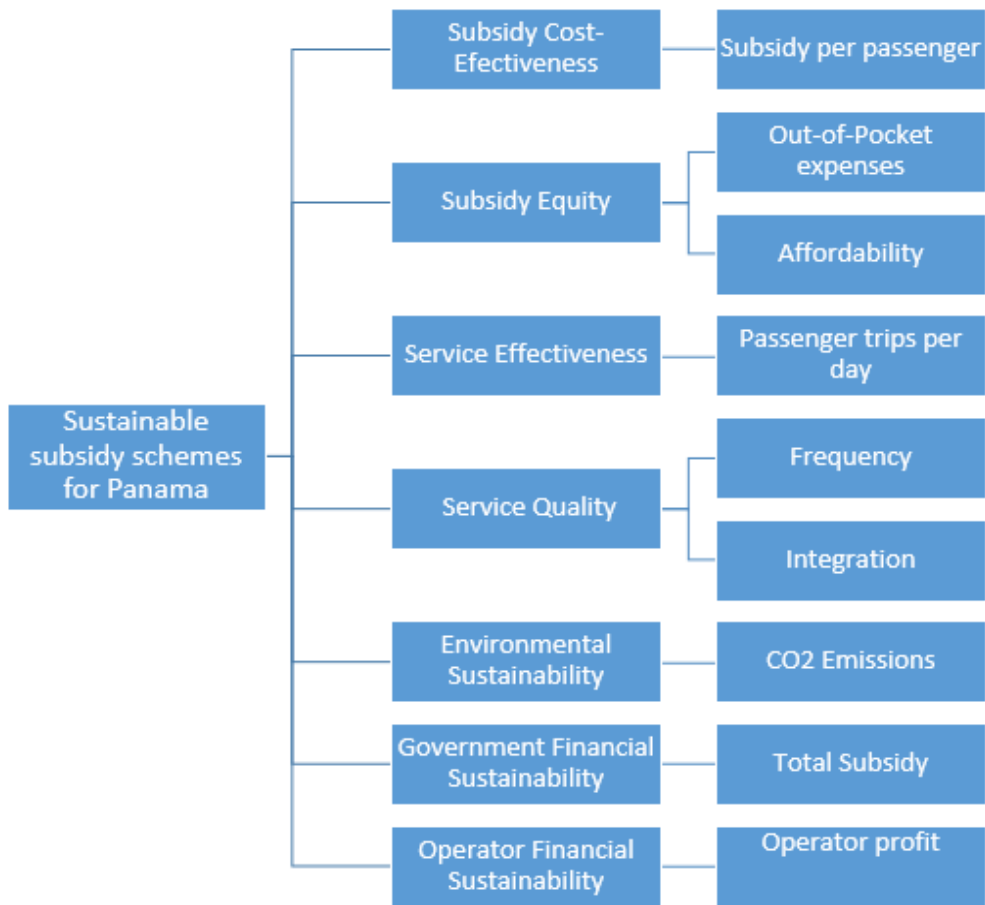 Subsidy Cost-
Efectiveness
Subsidy per passenger
Out-of-Pocket
expenses
Subsidy Equity
Affordability
Service Effectiveness
Passenger trips per
day
Sustainable
subsidy schemes
for Panama
Frequency
Service Quality
Integration
Environmental
Sustainability
CO2 Emissions
Government Financial
Sustainability
Total Subsidy
Operator Financial
Sustainability
Operator profit